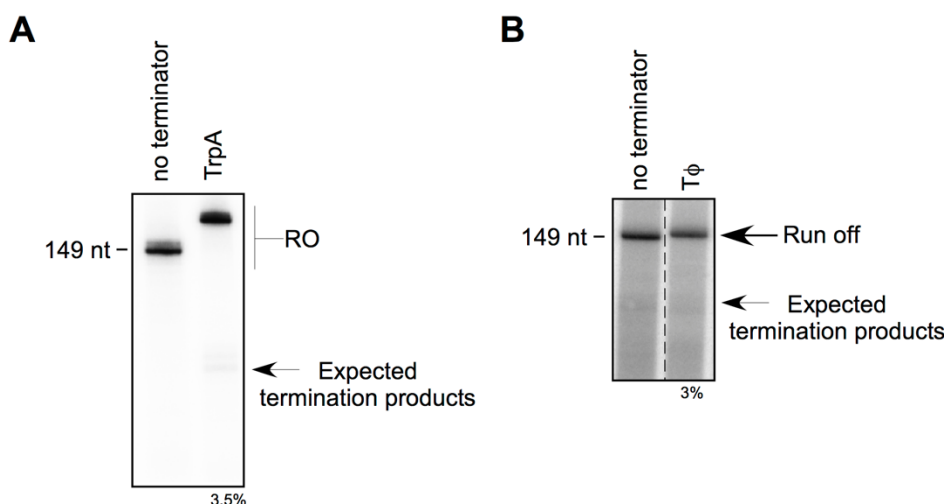 A
no terminator
TrpA
149 nt
RO
Expected
termination products
3.5%
B
no terminator
Tϕ
149 nt
Run off
Expected
termination products
3%